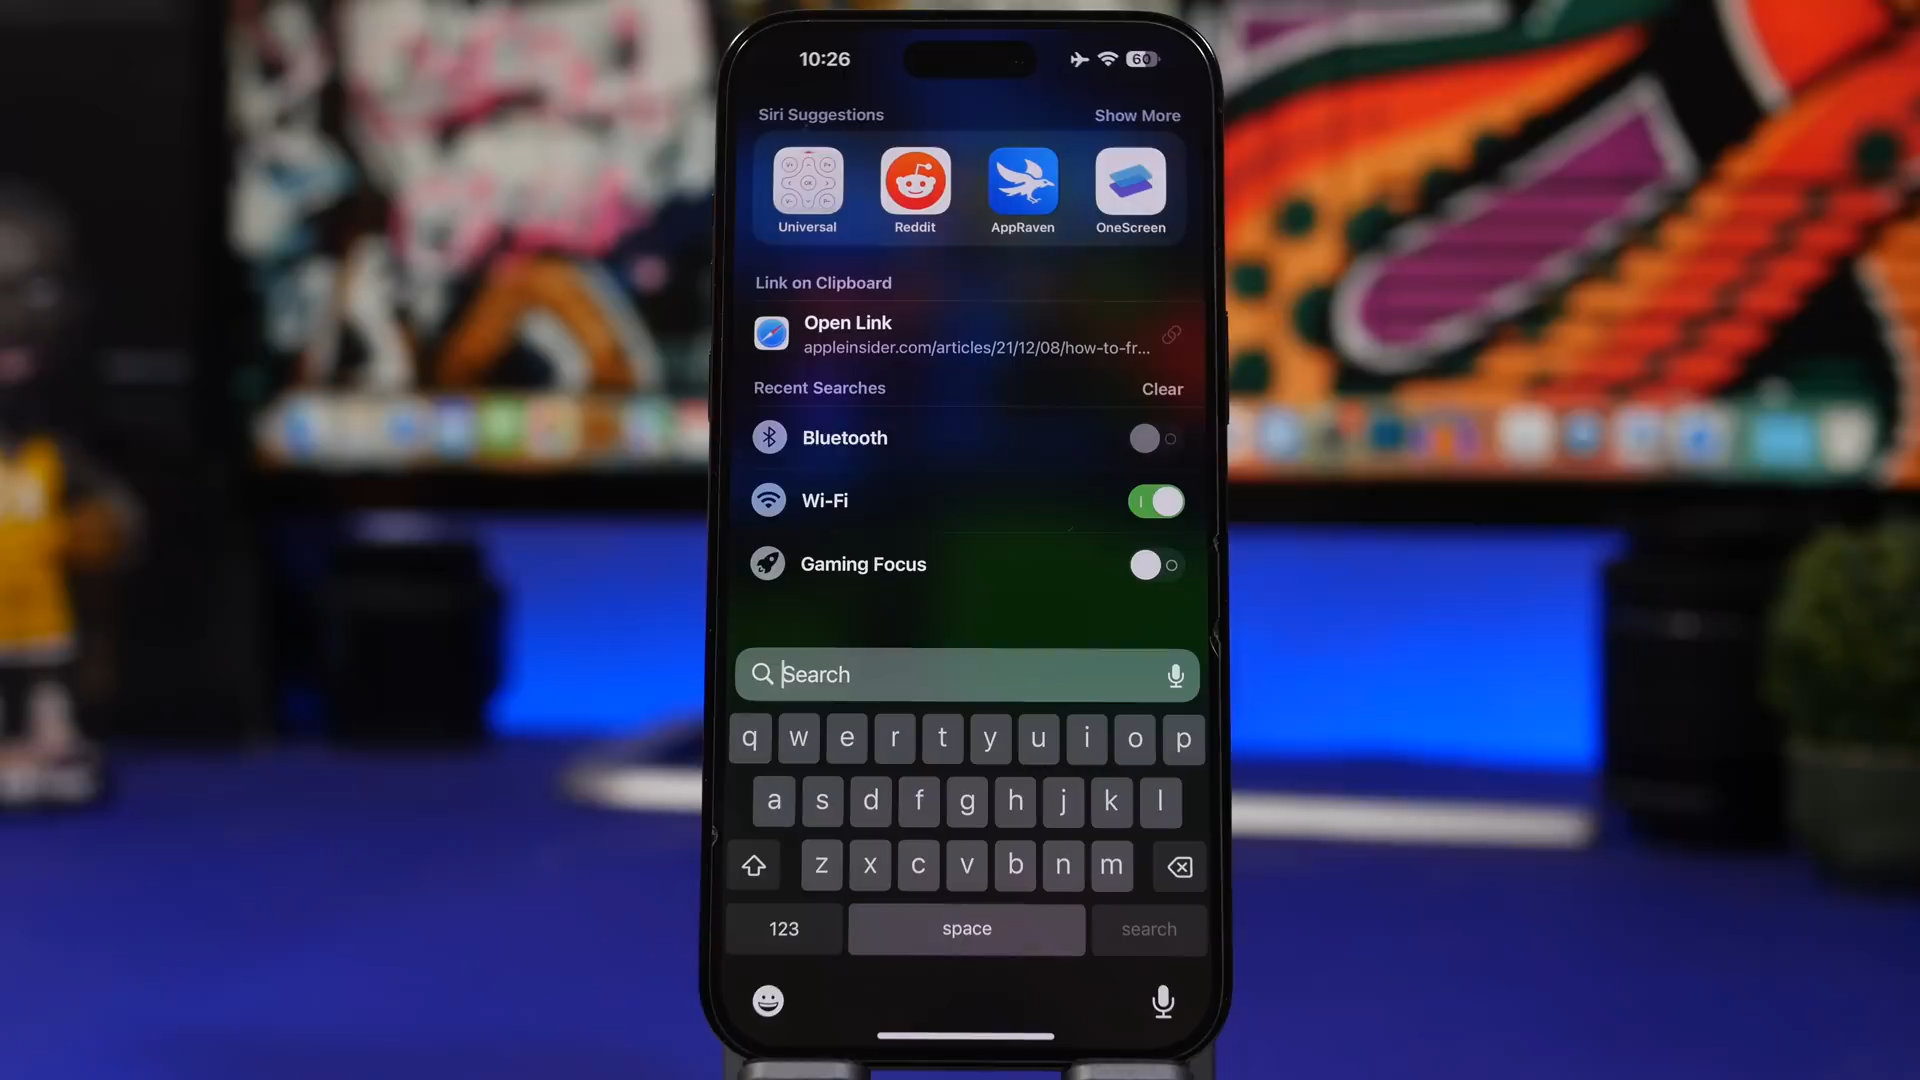 10:26
60
Siri Suggestions
Show More
Universal
Reddit
AppRaven
OneScreen
Link on Clipboard
Open Link
appleinsider.com/articles/21/12/08/how-to-fr...
Recent Searches
Clear
Bluetooth
Wi-Fi
Gaming Focus
Search
q w e r t y u i o p
a s d f g h j k l
z x c v b n m
123
space
search